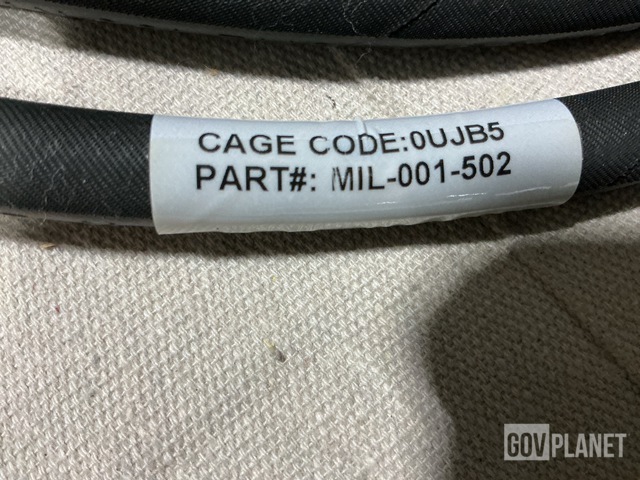 CAGE CODE:0UJB5
PART#: MIL-001-502
GOVPLANET